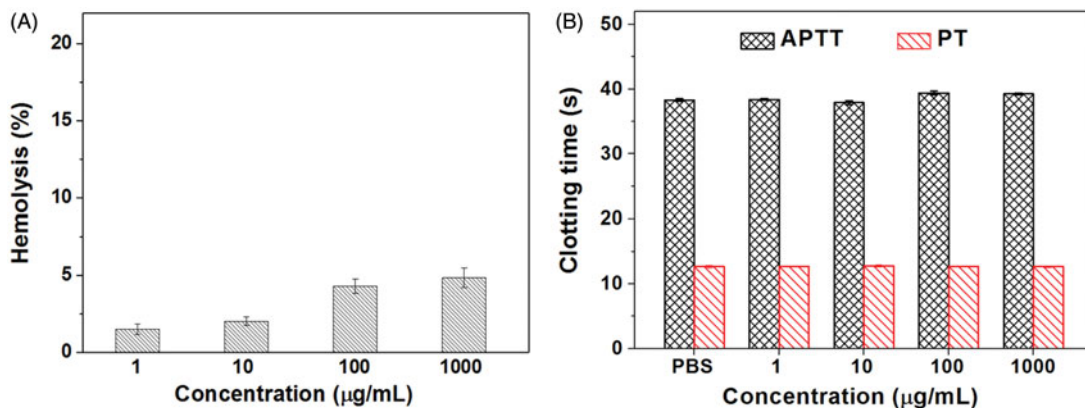 (A)
Hemolysis (%)
20
15
10
5
0
1 10 100 1000
Concentration (μg/mL)
(B)
APTT PT
Clotting time (s)
50
40
30
20
10
0
PBS 1 10 100 1000
Concentration (μg/mL)